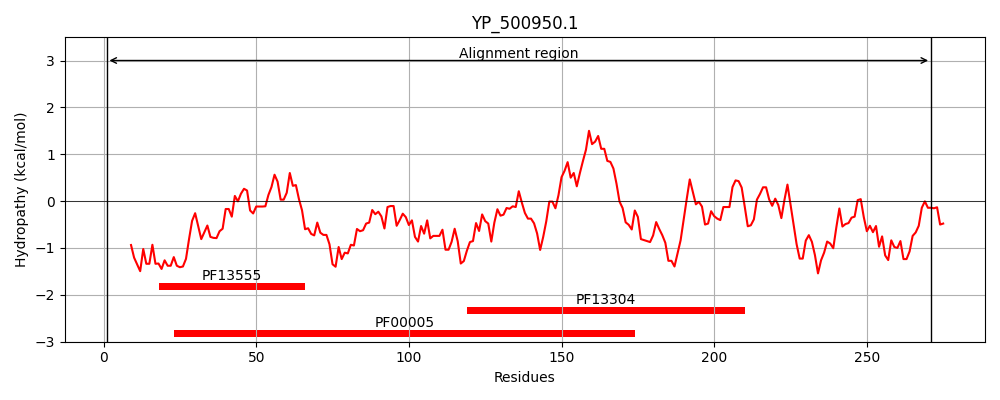 YP_500950.1
Alignment region
Hydropathy (kcal/mol)
3
2
1
0
−1
−2
−3
PF13555
PF13304
PF00005
0 50 100 150 200 250
Residues